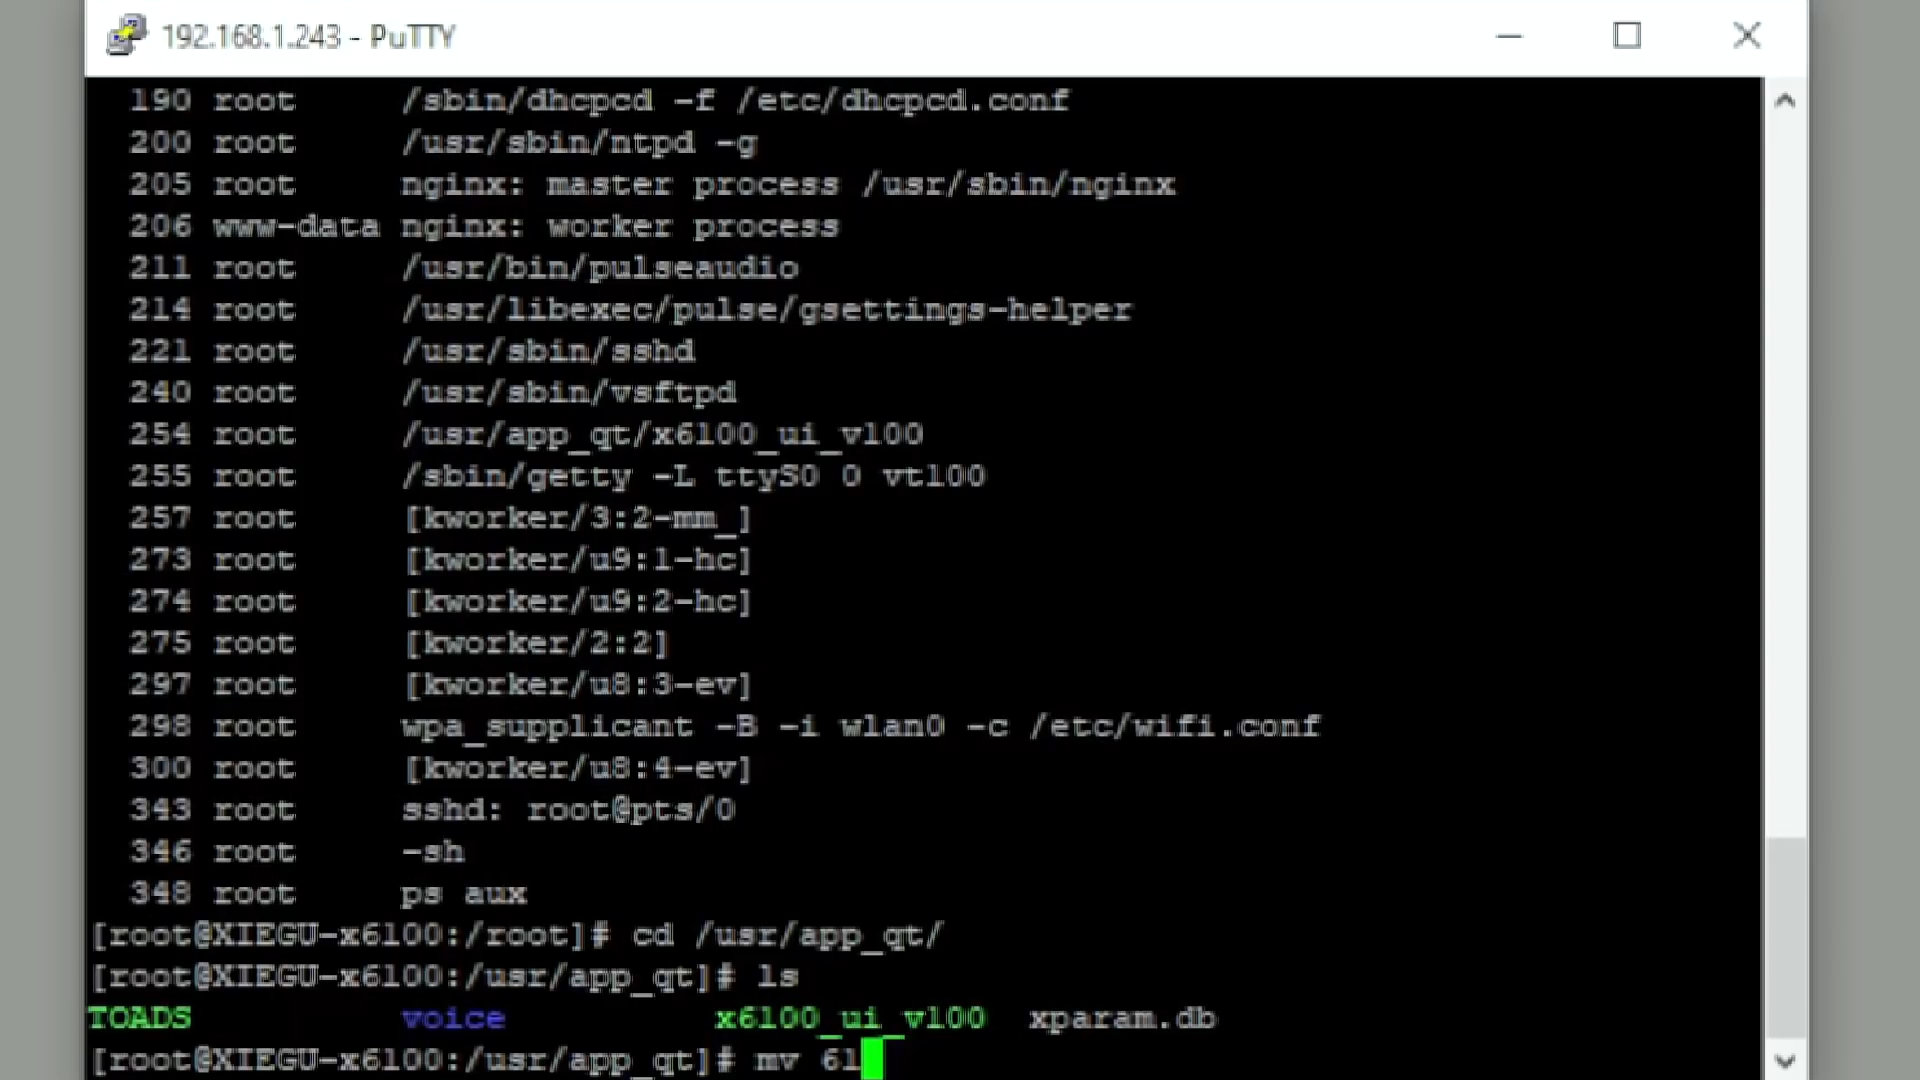 192.168.1.243 - PuTTY
190 root /sbin/dhcpcd -f /etc/dhcpcd.conf
200 root /usr/sbin/ntpd -g
205 root nginx: master process /usr/sbin/nginx
206 www-data nginx: worker process
211 root /usr/bin/pulseaudio
214 root /usr/libexec/pulse/gsettings-helper
221 root /usr/sbin/sshd
240 root /usr/sbin/vsftpd
254 root /usr/app_qt/x6100_ui_v100
255 root /sbin/getty -L ttyS0 0 vt100
257 root [kworker/3:2-mm_]
273 root [kworker/u9:1-hc]
274 root [kworker/u9:2-hc]
275 root [kworker/2:2]
297 root [kworker/u8:3-ev]
298 root wpa_supplicant -B -i wlan0 -c /etc/wifi.conf
300 root [kworker/u8:4-ev]
343 root sshd: root@pts/0
346 root -sh
348 root ps aux
[root@XIEGU-x6100:/root]# cd /usr/app_qt/
[root@XIEGU-x6100:/usr/app_qt]# ls
TOADS voice x6100_ui_v100 xparam.db
[root@XIEGU-x6100:/usr/app_qt]# mv 61